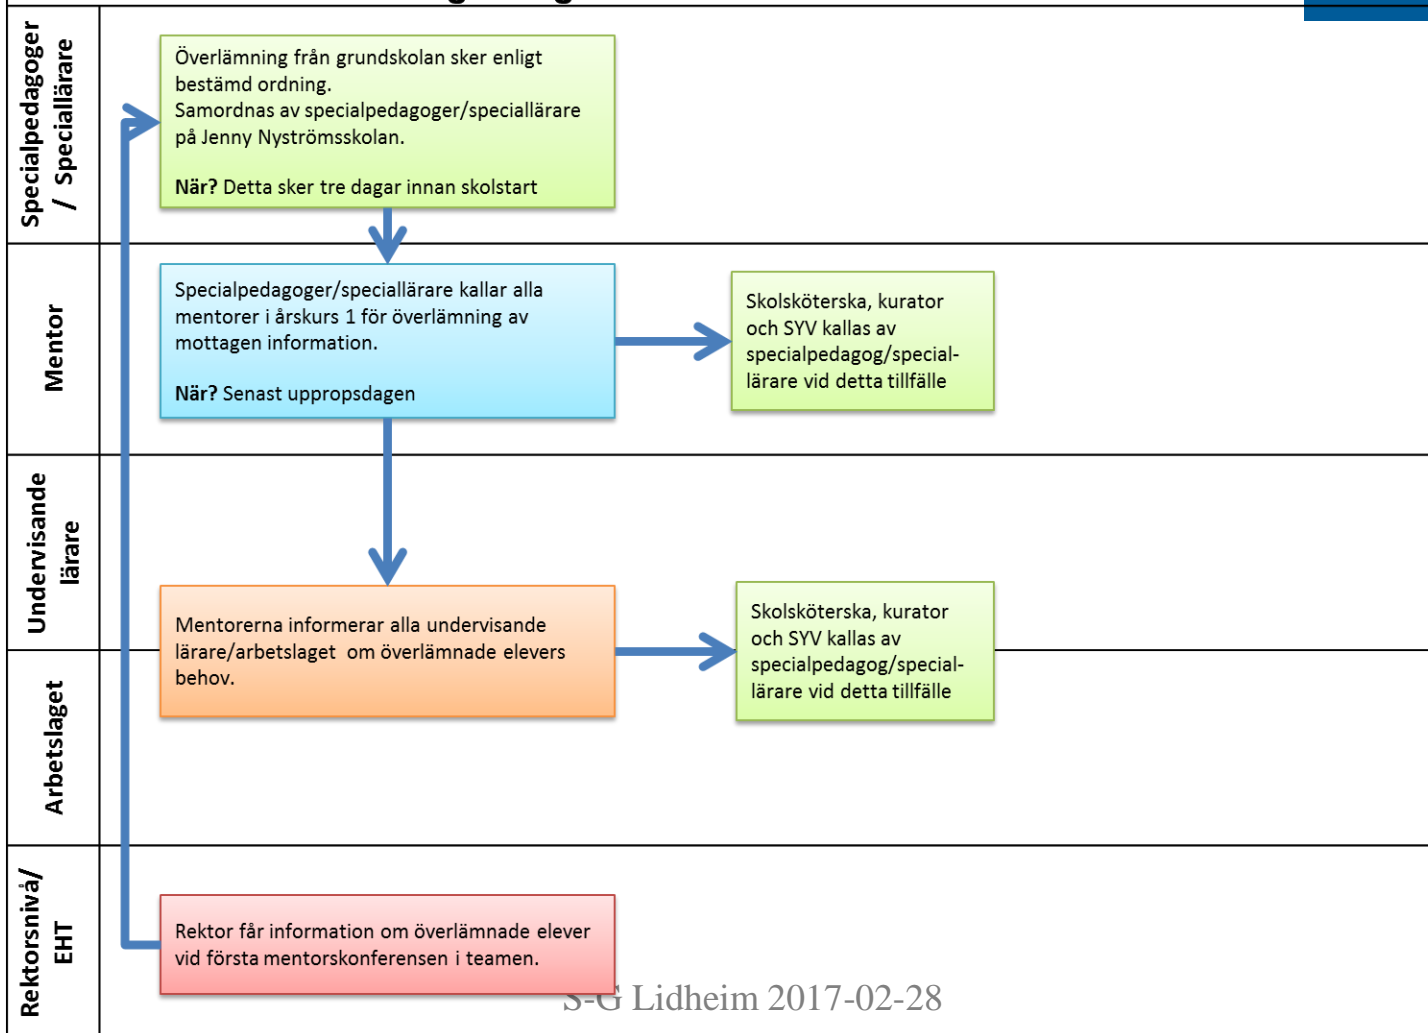 Specialpedagoger
/ Speciallärare
Överlämning från grundskolan sker enligt
bestämd ordning.
Samordnas av specialpedagoger/speciallärare
på Jenny Nyströmsskolan.
När? Detta sker tre dagar innan skolstart
Mentor
Specialpedagoger/speciallärare kallar alla
mentorer i årskurs 1 för överlämning av
mottagen information.
När? Senast uppropsdagen
Skolsköterska, kurator
och SYV kallas av
specialpedagog/special-
lärare vid detta tillfälle
Undervisande
lärare
Mentorerna informerar alla undervisande
lärare/arbetslaget  om överlämnade elevers
behov.
Skolsköterska, kurator
och SYV kallas av
specialpedagog/special-
lärare vid detta tillfälle
Arbetslaget
Rektorsnivå/
EHT
Rektor får information om överlämnade elever
vid första mentorskonferensen i teamen.
S-G Lidheim 2017-02-28